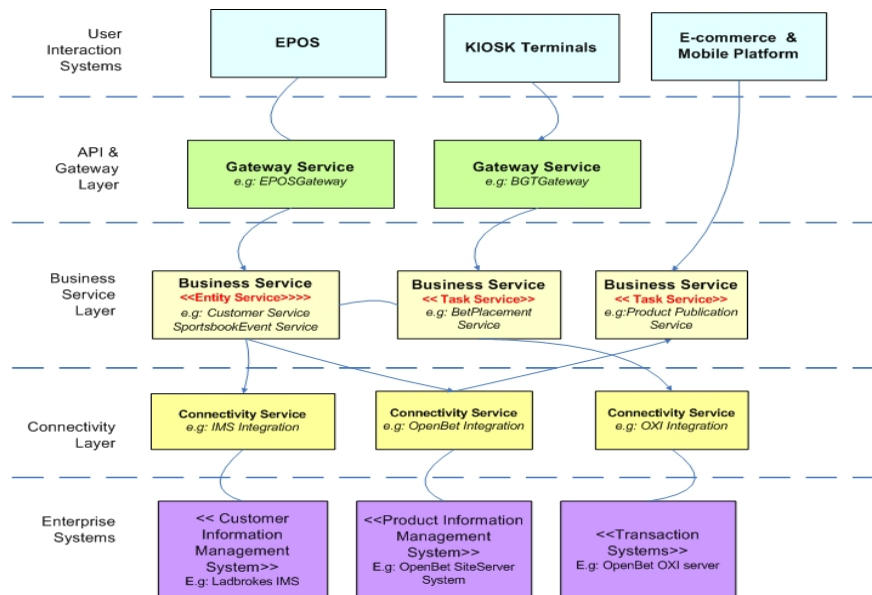 User
Interaction
Systems
EPOS
KIOSK Terminals
E-commerce &
Mobile Platform
API &
Gateway
Layer
Gateway Service
e.g: EPOSGateway
Gateway Service
e.g: BGTGateway
Business
Service
Layer
Business Service
<<Entity Service>>>>
e.g: Customer Service
SportsbookEvent Service
Business Service
<< Task Service>>
e.g: BetPlacement
Service
Business Service
<< Task Service>>
e.g:Product Publication
Service
Connectivity
Layer
Connectivity Service
e.g: IMS Integration
Connectivity Service
e.g: OpenBet Integration
Connectivity Service
e.g: OXI Integration
Enterprise
Systems
<< Customer
Information
Management
System>>
E.g: Ladbrokes IMS
<<Product Information
Management
System>>
E.g: OpenBet SiteServer
System
<<Transaction
Systems>>
E.g: OpenBet OXI server